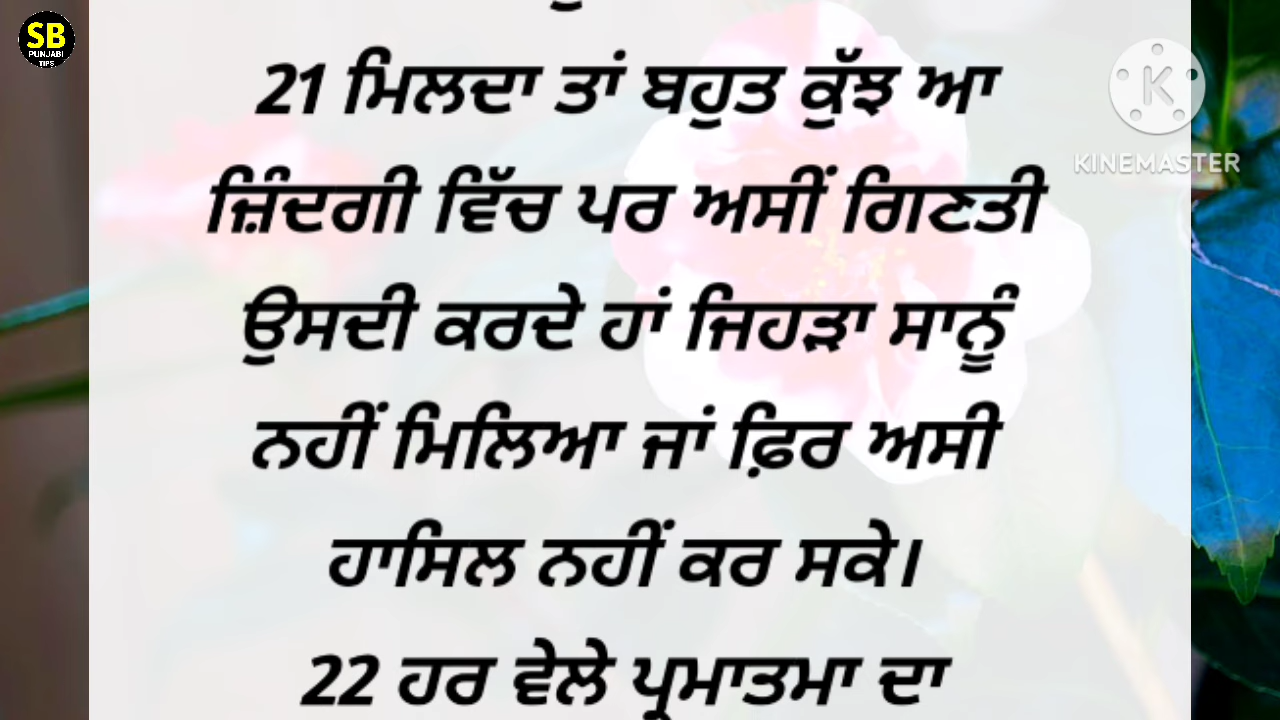 SB
PUNJABI
TIPS
K
KINEMASTER
21 ਮਿਲਦਾ ਤਾਂ ਬਹੁਤ ਕੁੱਝ ਆ
ਜ਼ਿੰਦਗੀ ਵਿੱਚ ਪਰ ਅਸੀਂ ਗਿਣਤੀ
ਉਸਦੀ ਕਰਦੇ ਹਾਂ ਜਿਹੜਾ ਸਾਨੂੰ
ਨਹੀਂ ਮਿਲਿਆ ਜਾਂ ਫ਼ਿਰ ਅਸੀ
ਹਾਸਿਲ ਨਹੀਂ ਕਰ ਸਕੇ।
22 ਹਰ ਵੇਲੇ ਪ੍ਰਮਾਤਮਾ ਦਾ